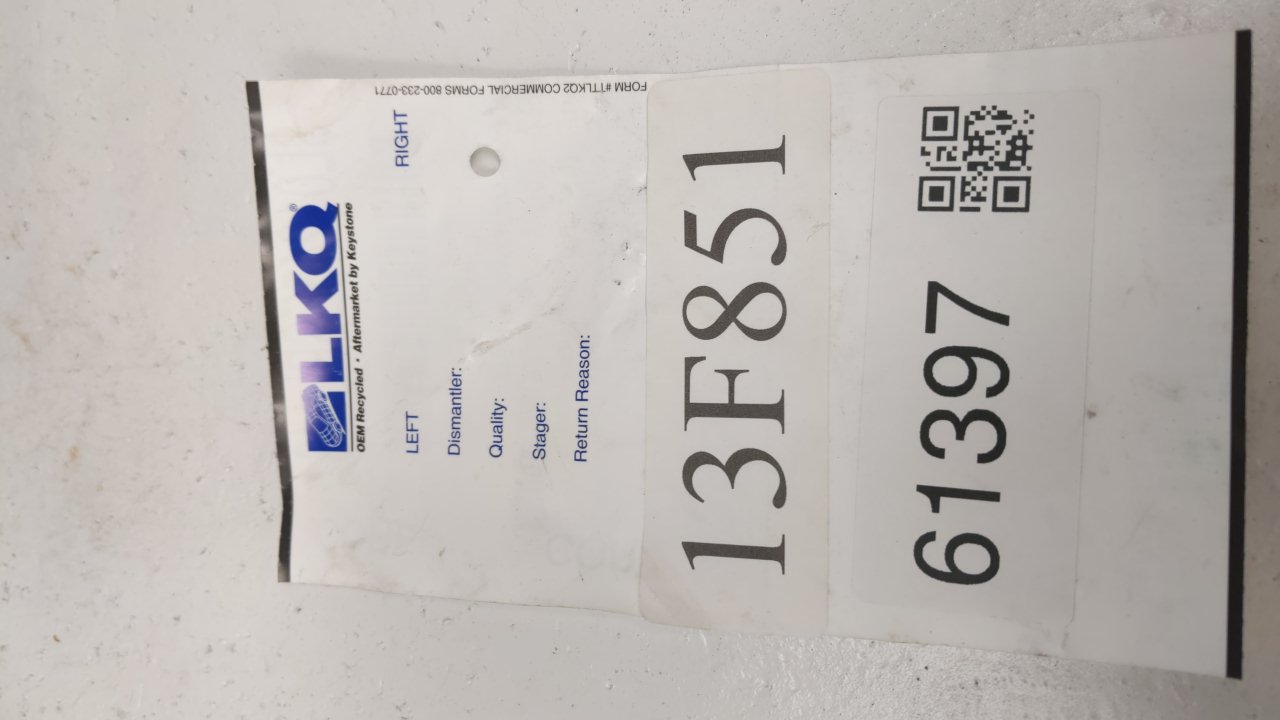 LKQ®
OEM Recycled • Aftermarket by Keystone
LEFT RIGHT
Dismantler:
Quality:
Stager:
Return Reason:
FORM #TTLKQ2 COMMERCIAL FORMS 800-233-0771
13F851
61397